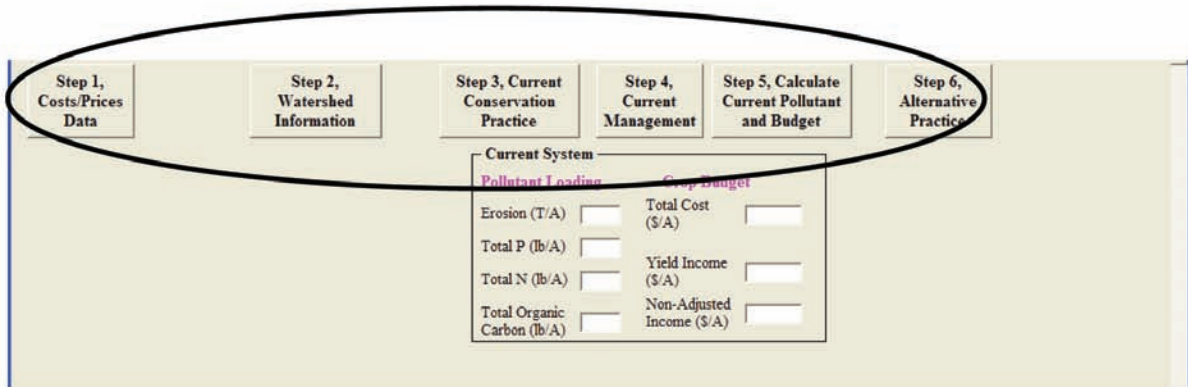 Step 1,
Costs/Prices
Data
Step 2,
Watershed
Information
Step 3, Current
Conservation
Practice
Step 4,
Current
Management
Step 5, Calculate
Current Pollutant
and Budget
Step 6,
Alternative
Practice
Current System
Pollutant Loading
Crop Budget
Erosion (T/A)
Total P (lb/A)
Total N (lb/A)
Total Organic
Carbon (lb/A)
Total Cost
($/A)
Yield Income
($/A)
Non-Adjusted
Income ($/A)